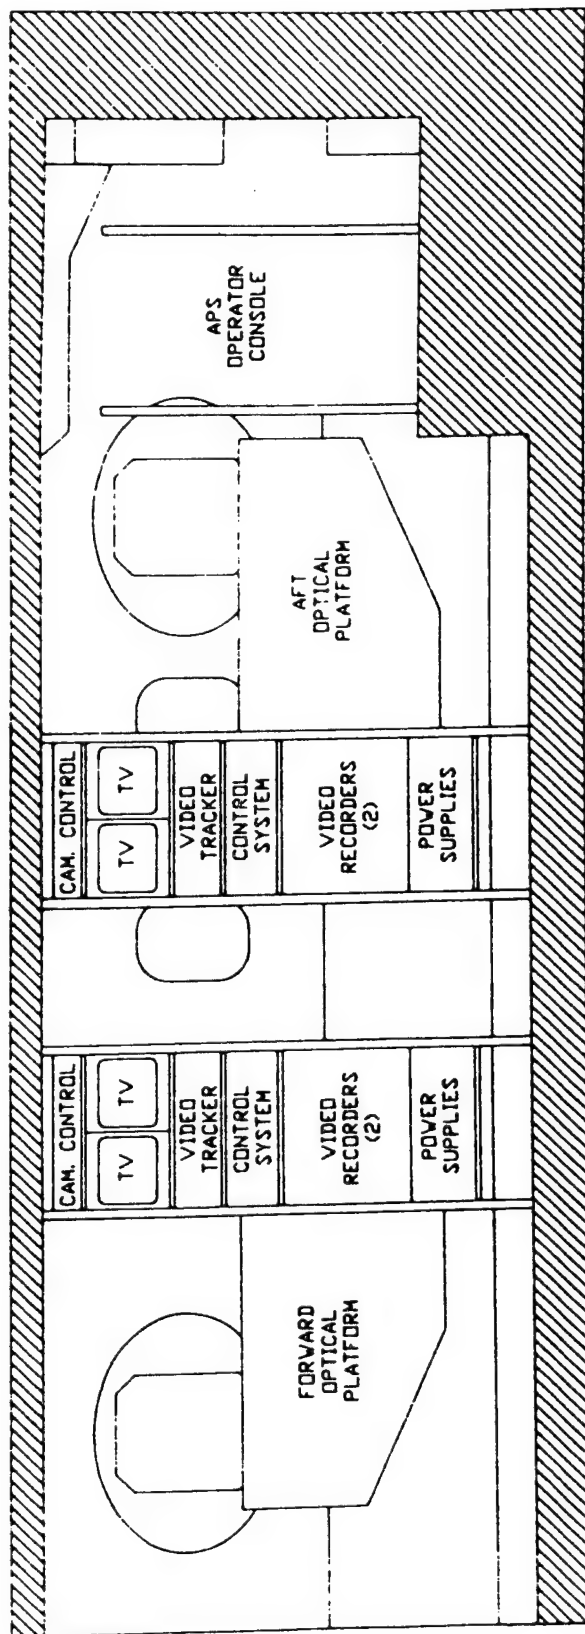 FORWARD
OPTICAL
PLATFORM
CAM. CONTROL
TV
TV
VIDEO
TRACKER
CONTROL
SYSTEM
VIDEO
RECORDERS
(2)
POWER
SUPPLIES
CAM. CONTROL
TV
TV
VIDEO
TRACKER
CONTROL
SYSTEM
VIDEO
RECORDERS
(2)
POWER
SUPPLIES
AFT
OPTICAL
PLATFORM
APS
OPERATOR
CONSOLE